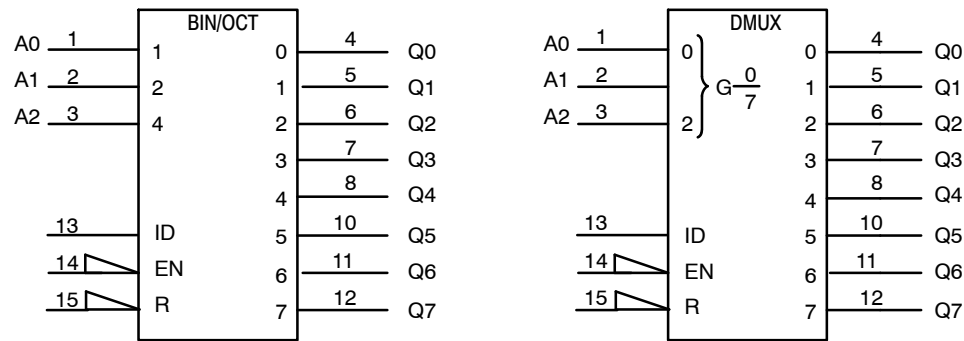 BIN/OCT
A0 1 1 0 4 Q0
A1 2 2 1 5 Q1
A2 3 4 2 6 Q2
3 7 Q3
4 8 Q4
13 ID 5 10 Q5
14 EN 6 11 Q6
15 R 7 12 Q7
DMUX
A0 1 0 0 4 Q0
A1 2 G 0/7 1 5 Q1
A2 3 2 2 6 Q2
3 7 Q3
4 8 Q4
13 ID 5 10 Q5
14 EN 6 11 Q6
15 R 7 12 Q7